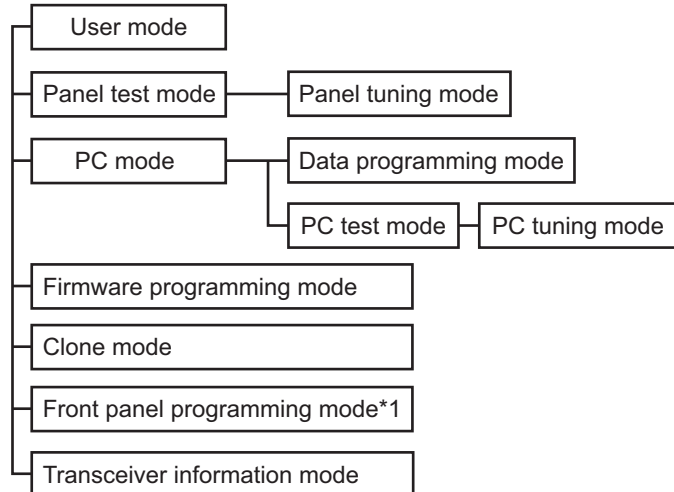 User mode
Panel test mode
Panel tuning mode
PC mode
Data programming mode
PC test mode
PC tuning mode
Firmware programming mode
Clone mode
Front panel programming mode*1
Transceiver information mode